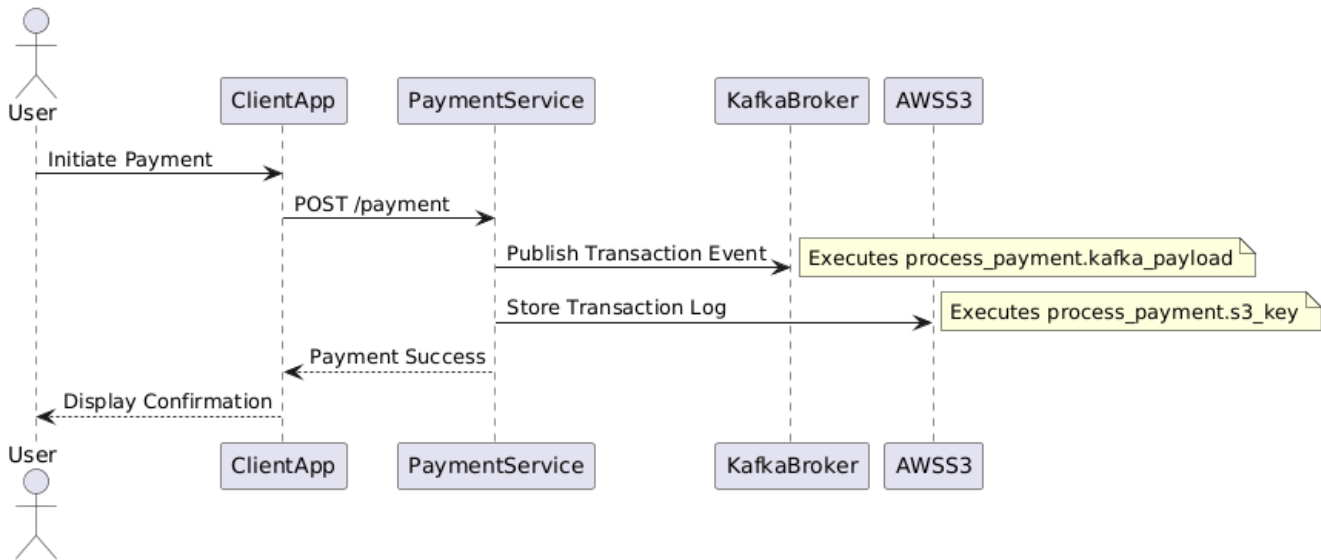 User
ClientApp
PaymentService
KafkaBroker
AWSS3
Initiate Payment
POST /payment
Publish Transaction Event
Executes process_payment.kafka_payload
Store Transaction Log
Executes process_payment.s3_key
Payment Success
Display Confirmation
User
ClientApp
PaymentService
KafkaBroker
AWSS3